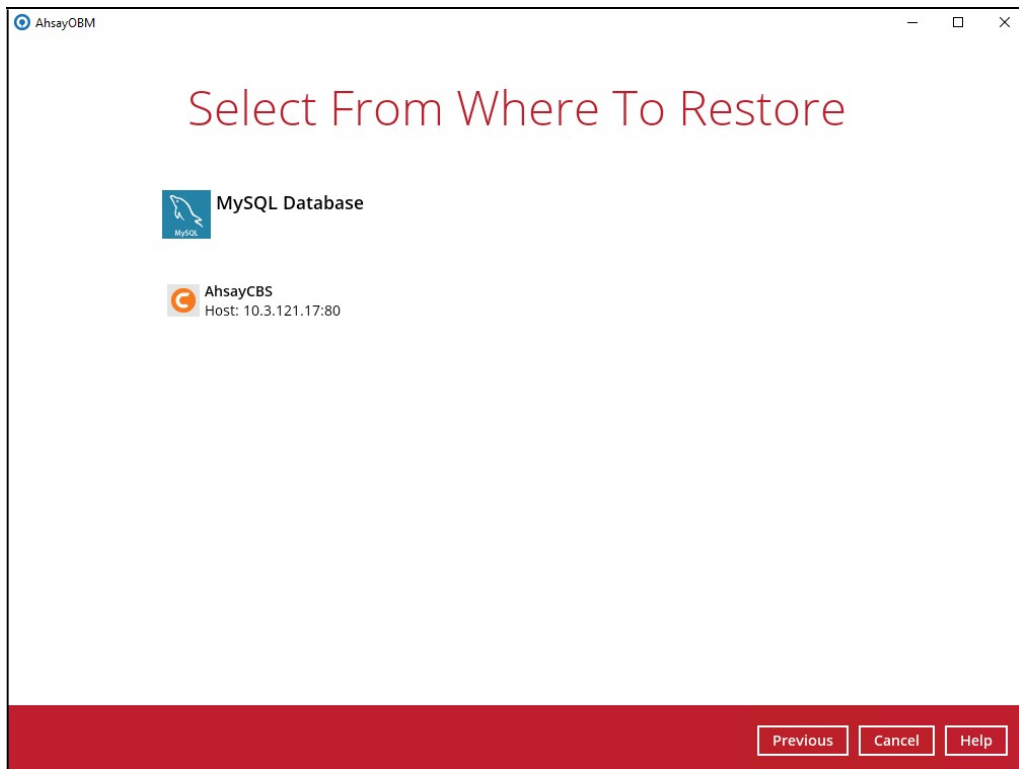 AhsayOBM
Select From Where To Restore
MySQL Database
MySQL
AhsayCBS
Host: 10.3.121.17:80
Previous
Cancel
Help